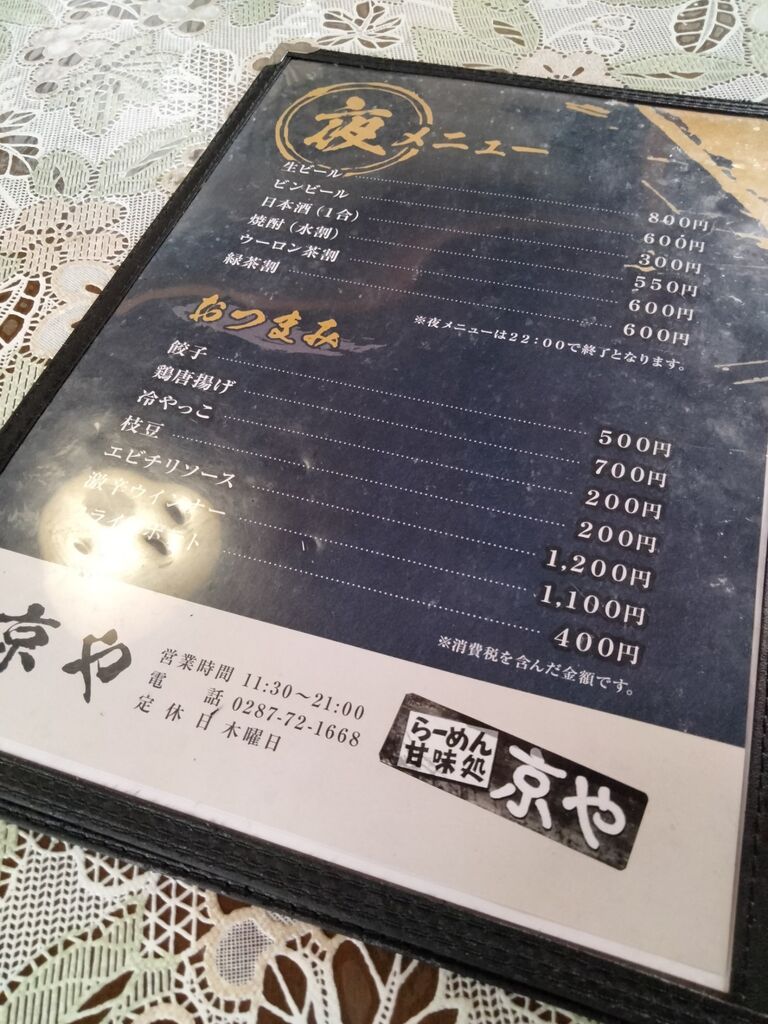 夜メニュー
生ビール 800円
ビンビール 600円
日本酒(1合) 300円
焼酎(水割) 550円
ウーロン茶割 600円
緑茶割 600円
※夜メニューは22:00で終了となります。
おつまみ
餃子 500円
鶏唐揚げ 700円
冷やっこ 200円
枝豆 200円
エビチリソース 1,200円
激辛ウインナー 1,100円
400円
※消費税を含んだ金額です。
京や
営業時間 11:30〜21:00
電話 0287-72-1668
定休日 木曜日
らーめん
甘味処
京や